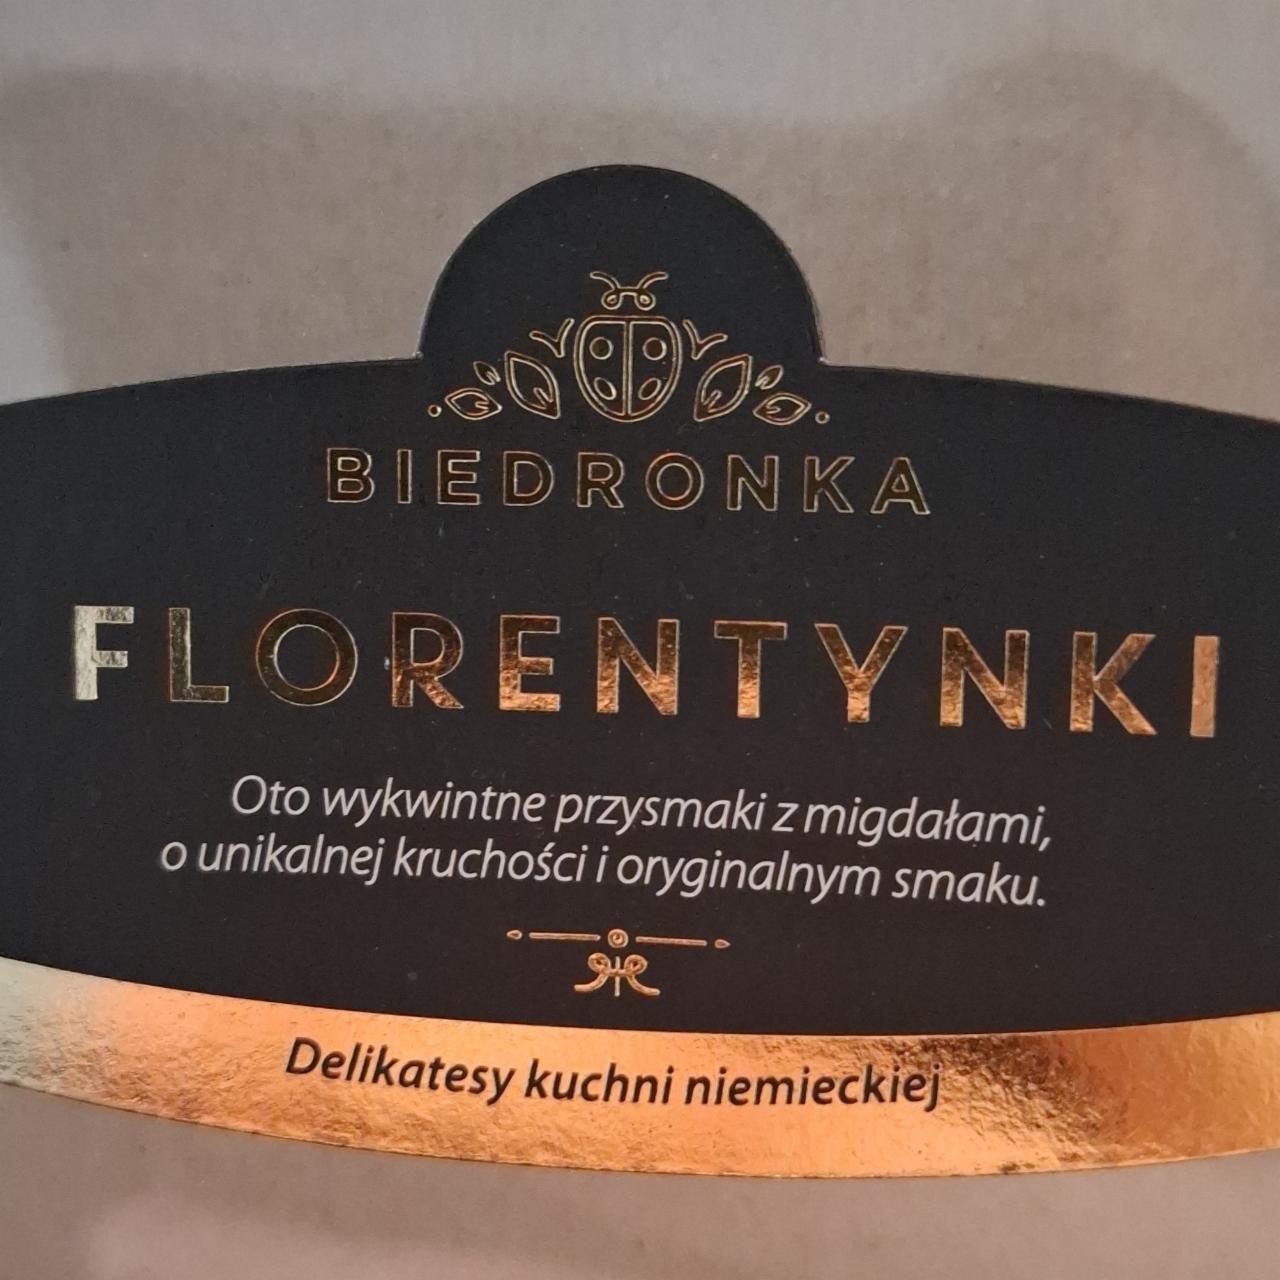 BIEDRONKA
FLORENTYNKI
Oto wykwintne przysmaki z migdałami,
o unikalnej kruchości i oryginalnym smaku.
Delikatesy kuchni niemieckiej